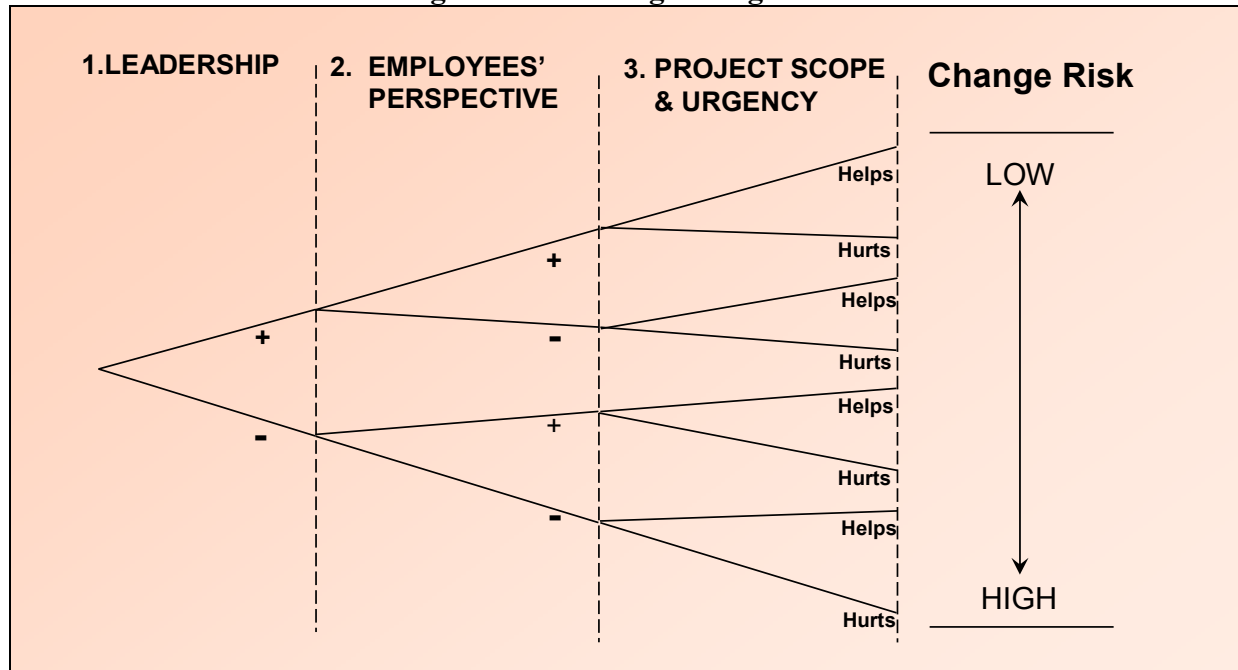 1.LEADERSHIP
2. EMPLOYEES’
PERSPECTIVE
3. PROJECT SCOPE
& URGENCY
Change Risk
Helps
LOW
Hurts
+
Helps
+
-
Hurts
Helps
+
-
Hurts
-
Helps
HIGH
Hurts